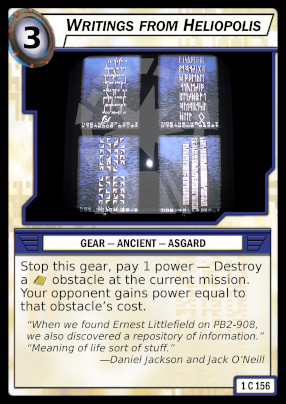 3
WRITINGS FROM HELIOPOLIS
GEAR — ANCIENT — ASGARD
Stop this gear, pay 1 power — Destroy
a obstacle at the current mission.
Your opponent gains power equal to
that obstacle’s cost.
“When we found Ernest Littlefield on PB2-908,
we also discovered a repository of information.”
“Meaning of life sort of stuff.”
—Daniel Jackson and Jack O’Neill
1 C 156